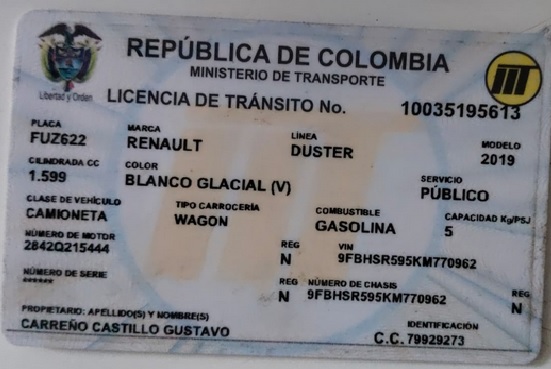 REPÚBLICA DE COLOMBIA
MINISTERIO DE TRANSPORTE
Libertad y Orden
LICENCIA DE TRÁNSITO No. 10035195613
PLACA MARCA LÍNEA MODELO
FUZ622 RENAULT DUSTER 2019
CILINDRADA CC COLOR SERVICIO
1.599 BLANCO GLACIAL (V) PÚBLICO
CLASE DE VEHÍCULO TIPO CARROCERÍA COMBUSTIBLE CAPACIDAD Kg/PSJ
CAMIONETA WAGON GASOLINA 5
NÚMERO DE MOTOR REG VIN
2842Q215444 N 9FBHSR595KM770962
NÚMERO DE SERIE REG NÚMERO DE CHASIS REG
****** N 9FBHSR595KM770962 N
PROPIETARIO: APELLIDO(S) Y NOMBRE(S) IDENTIFICACIÓN
CARREÑO CASTILLO GUSTAVO C.C. 79929273